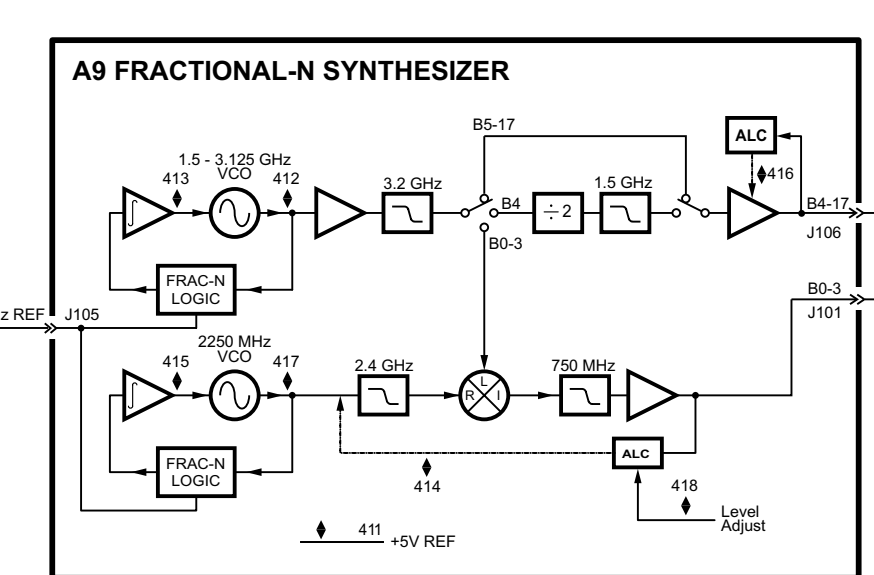 A9 FRACTIONAL-N SYNTHESIZER
B5-17
ALC
1.5 - 3.125 GHz
VCO
413
412
3.2 GHz
1.5 GHz
416
B4
÷ 2
B4-17
J106
B0-3
FRAC-N
LOGIC
B0-3
J101
z REF
J105
2250 MHz
VCO
415
417
2.4 GHz
750 MHz
L
R
I
FRAC-N
LOGIC
ALC
414
418
Level
Adjust
411
+5V REF